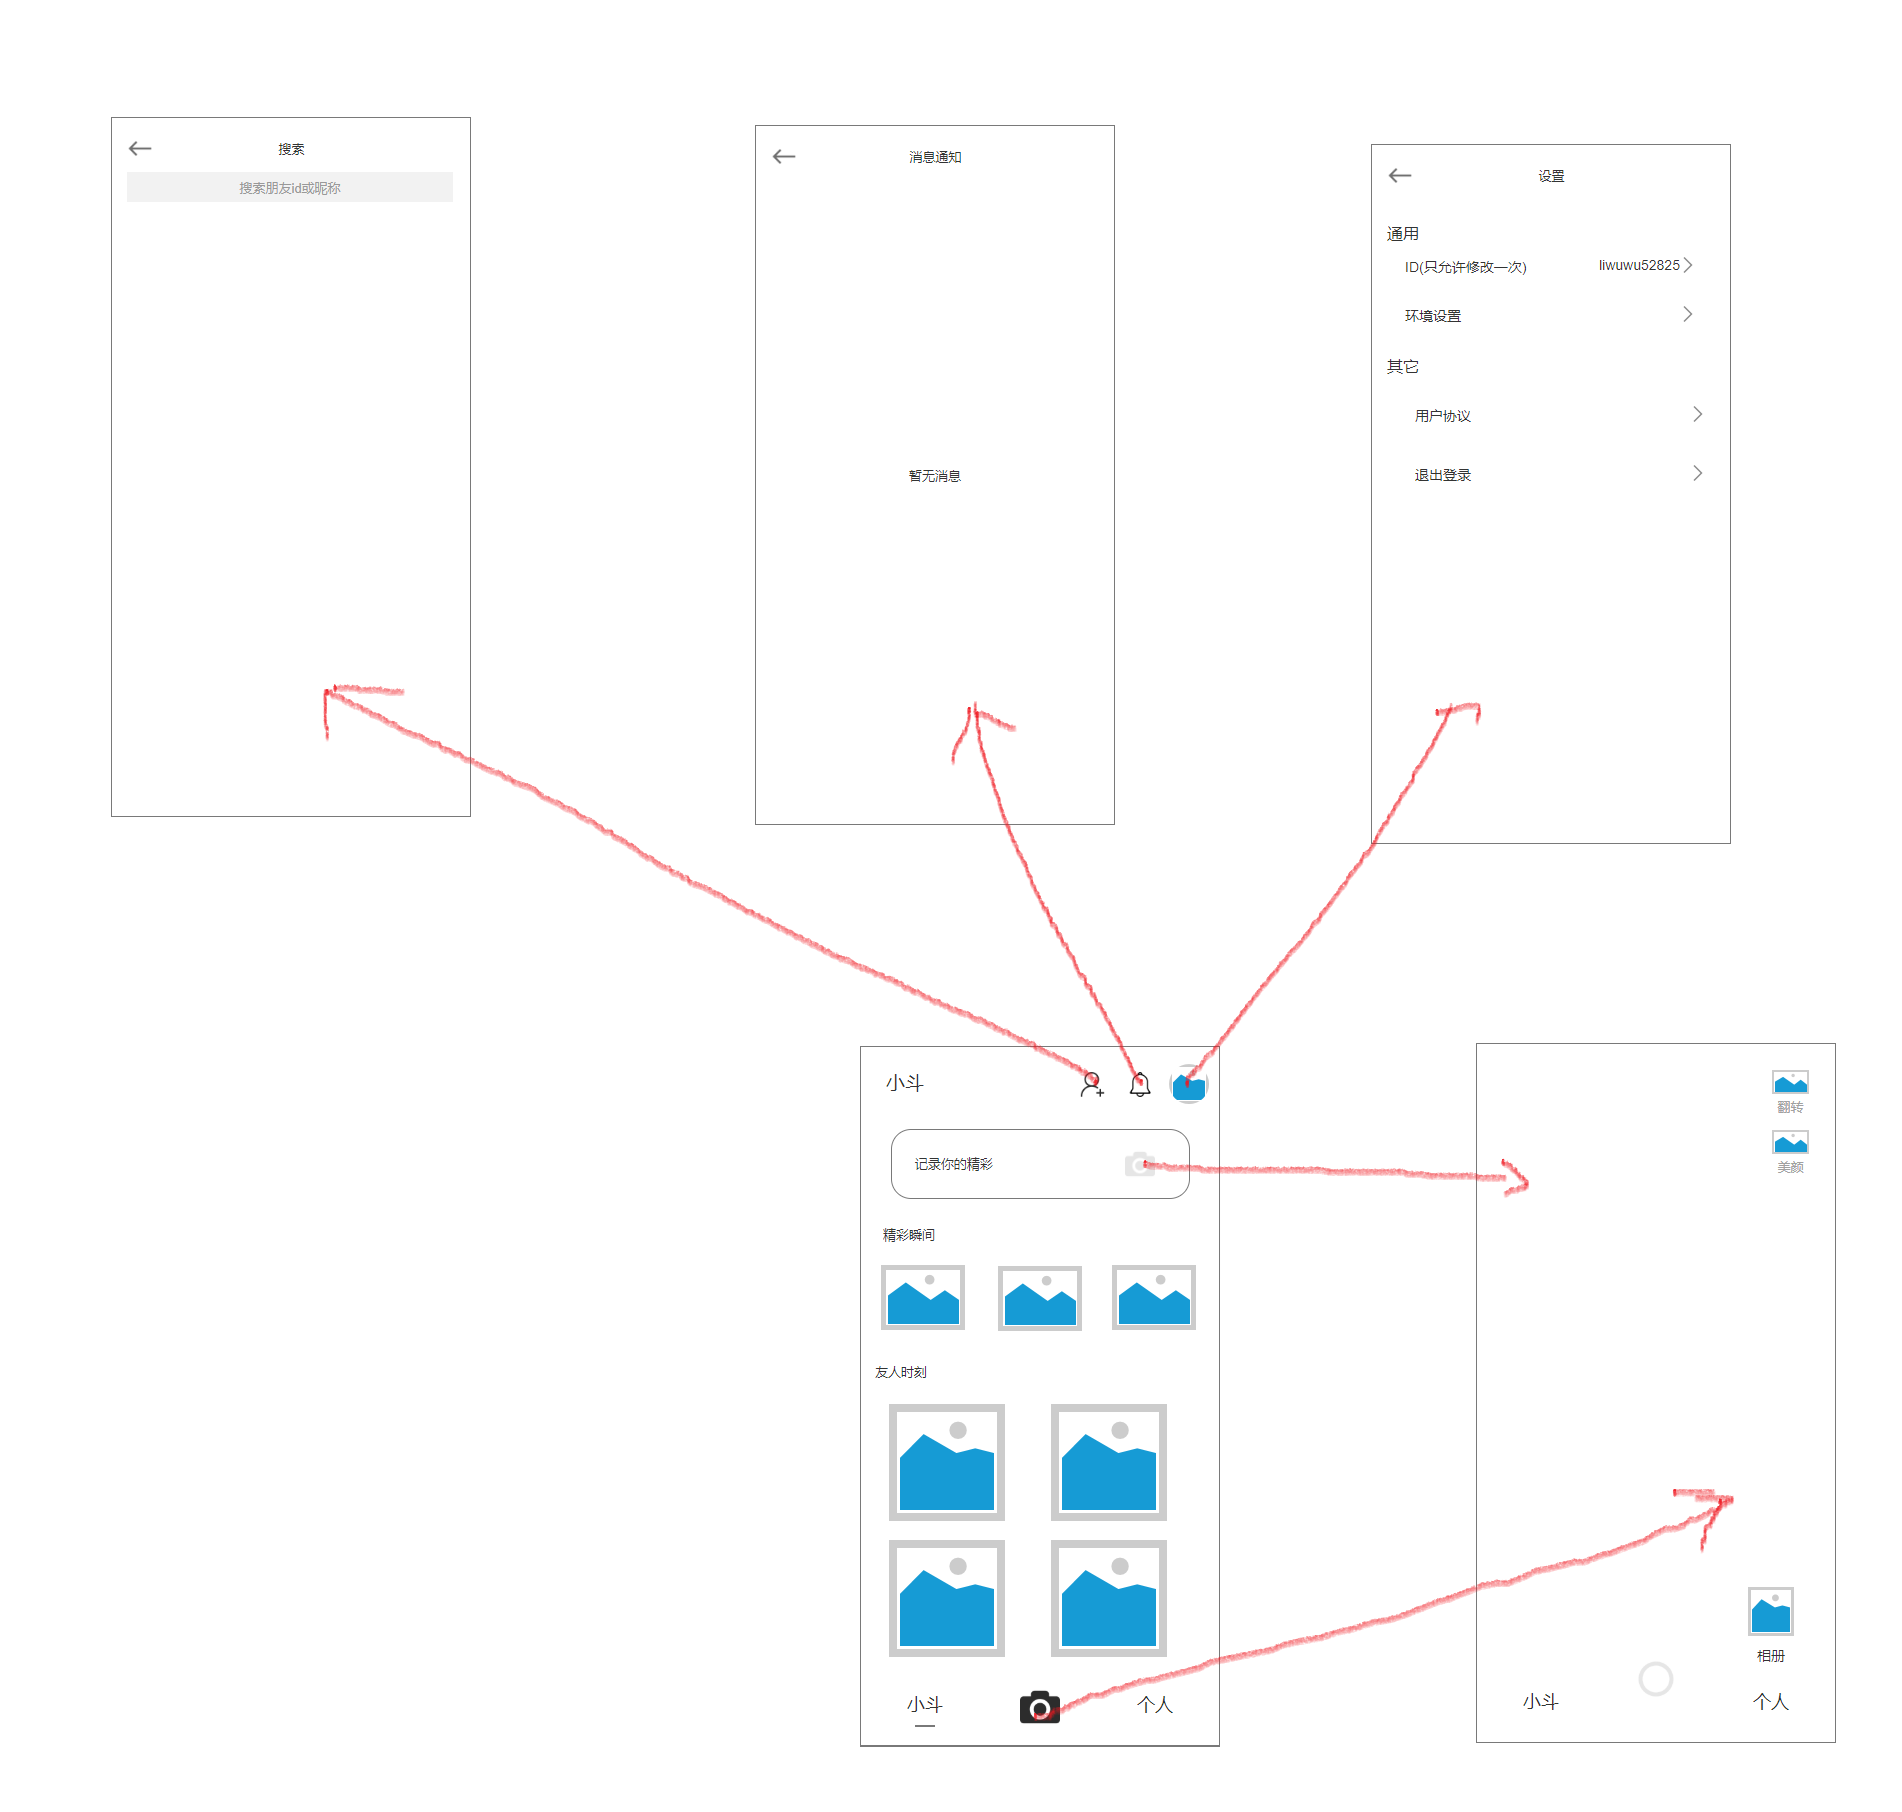 搜索
搜索朋友id或昵称
消息通知
暂无消息
设置
通用
ID(只允许修改一次)
liwuwu52825
环境设置
其它
用户协议
退出登录
小斗
记录你的精彩
精彩瞬间
友人时刻
小斗
个人
翻转
美颜
相册
小斗
个人